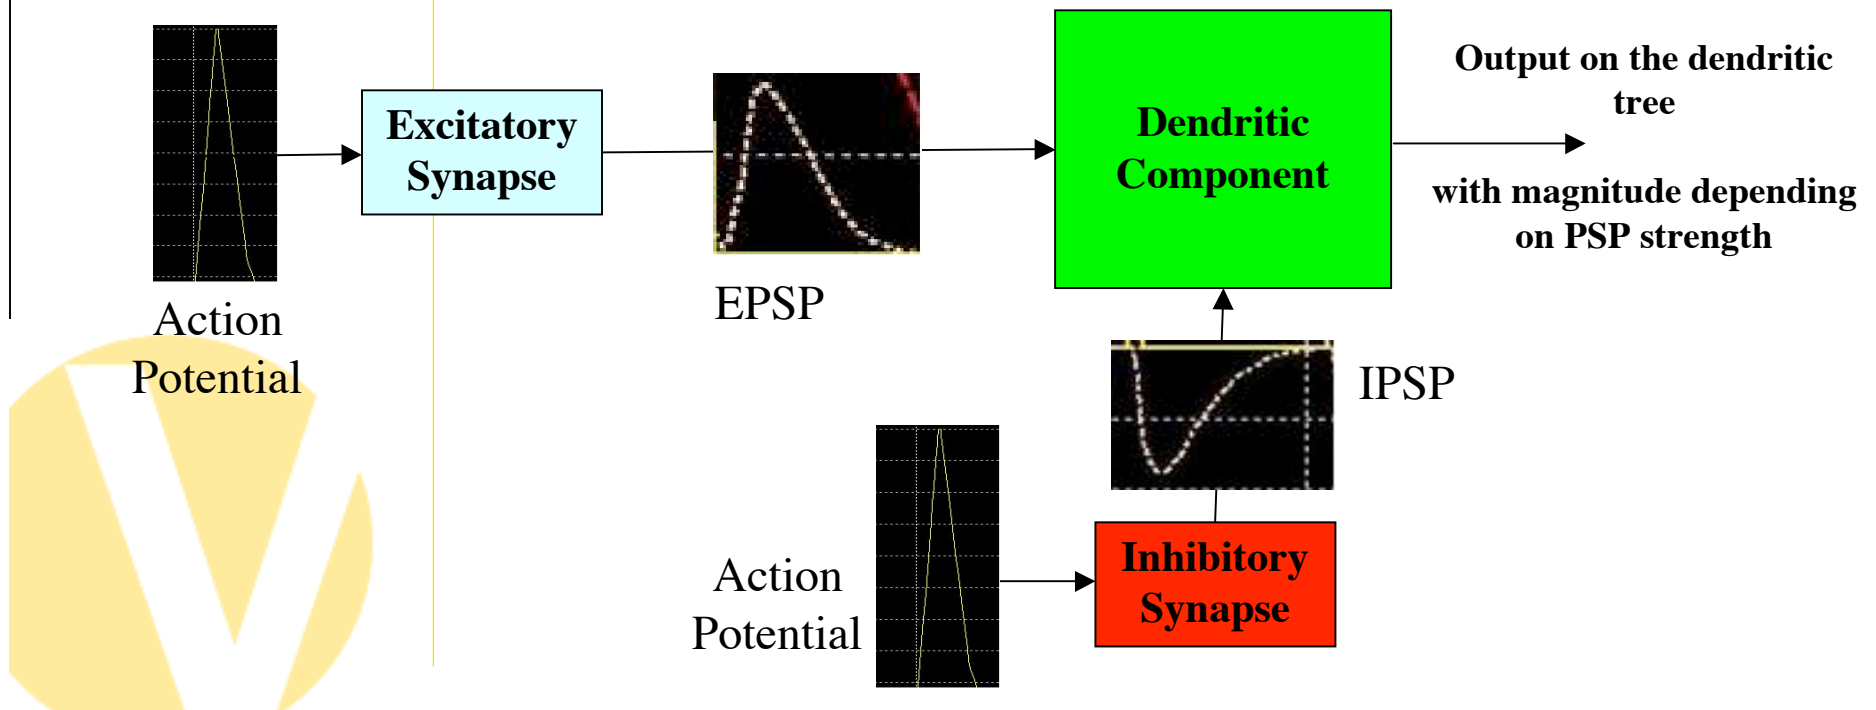 Action
Potential
Excitatory
Synapse
EPSP
Dendritic
Component
Output on the dendritic
tree
with magnitude depending
on PSP strength
IPSP
Action
Potential
Inhibitory
Synapse